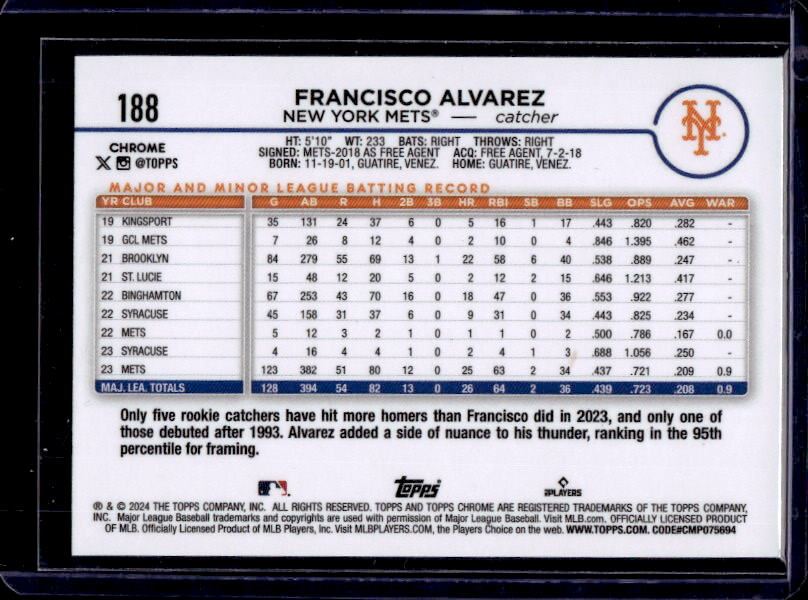 188
FRANCISCO ALVAREZ
NEW YORK METS® — catcher
NY
CHROME
X @TOPPS
HT: 5'10" WT: 233 BATS: RIGHT THROWS: RIGHT
SIGNED: METS-2018 AS FREE AGENT ACQ: FREE AGENT, 7-2-18
BORN: 11-19-01, GUATIRE, VENEZ. HOME: GUATIRE, VENEZ.
MAJOR AND MINOR LEAGUE BATTING RECORD
YR CLUB G AB R H 2B 3B HR RBI SB BB SLG OPS AVG WAR
19 KINGSPORT 35 131 24 37 6 0 5 16 1 17 .443 .820 .282 -
19 GCL METS 7 26 8 12 4 0 2 10 0 4 .846 1.395 .462 -
21 BROOKLYN 84 279 55 69 13 1 22 58 6 40 .538 .889 .247 -
21 ST. LUCIE 15 48 12 20 5 0 2 12 2 15 .646 1.213 .417 -
22 BINGHAMTON 67 253 43 70 16 0 18 47 0 36 .553 .922 .277 -
22 SYRACUSE 45 158 31 37 6 0 9 31 0 34 .443 .825 .234 -
22 METS 5 12 3 2 1 0 1 1 0 2 .500 .786 .167 0.0
23 SYRACUSE 4 16 4 4 1 0 2 4 1 3 .688 1.056 .250 -
23 METS 123 382 51 80 12 0 25 63 2 34 .437 .721 .209 0.9
MAJ. LEA. TOTALS 128 394 54 82 13 0 26 64 2 36 .439 .723 .208 0.9
Only five rookie catchers have hit more homers than Francisco did in 2023, and only one of
those debuted after 1993. Alvarez added a side of nuance to his thunder, ranking in the 95th
percentile for framing.
topps PLAYERS
® & © 2024 THE TOPPS COMPANY, INC. ALL RIGHTS RESERVED. TOPPS AND TOPPS CHROME ARE REGISTERED TRADEMARKS OF THE TOPPS COMPANY,
INC. Major League Baseball trademarks and copyrights are used with permission of Major League Baseball. Visit MLB.com. OFFICIALLY LICENSED PRODUCT
OF MLB. Officially Licensed Product of MLB Players, Inc. Visit MLBPLAYERS.COM, the Players Choice on the web. WWW.TOPPS.COM. CODE#CMP075694